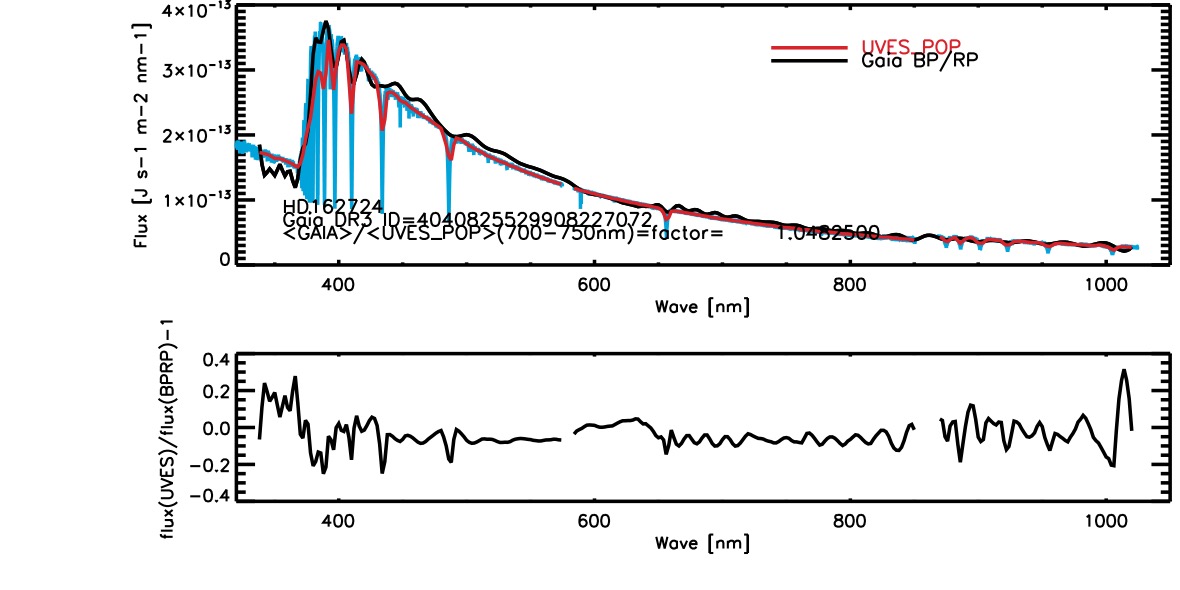 4×10−13
3×10−13
2×10−13
1×10−13
0
Flux [J s−1 m−2 nm−1]
UVES_POP
Gaia BP/RP
HD162724
Gaia DR3 ID=4040825529908227072
<GAIA>/<UVES_POP>(700−750nm)=factor= 1.0482500
400 600 800 1000
Wave [nm]
0.4
0.2
0.0
−0.2
−0.4
flux(UVES)/flux(BPRP)−1
400 600 800 1000
Wave [nm]